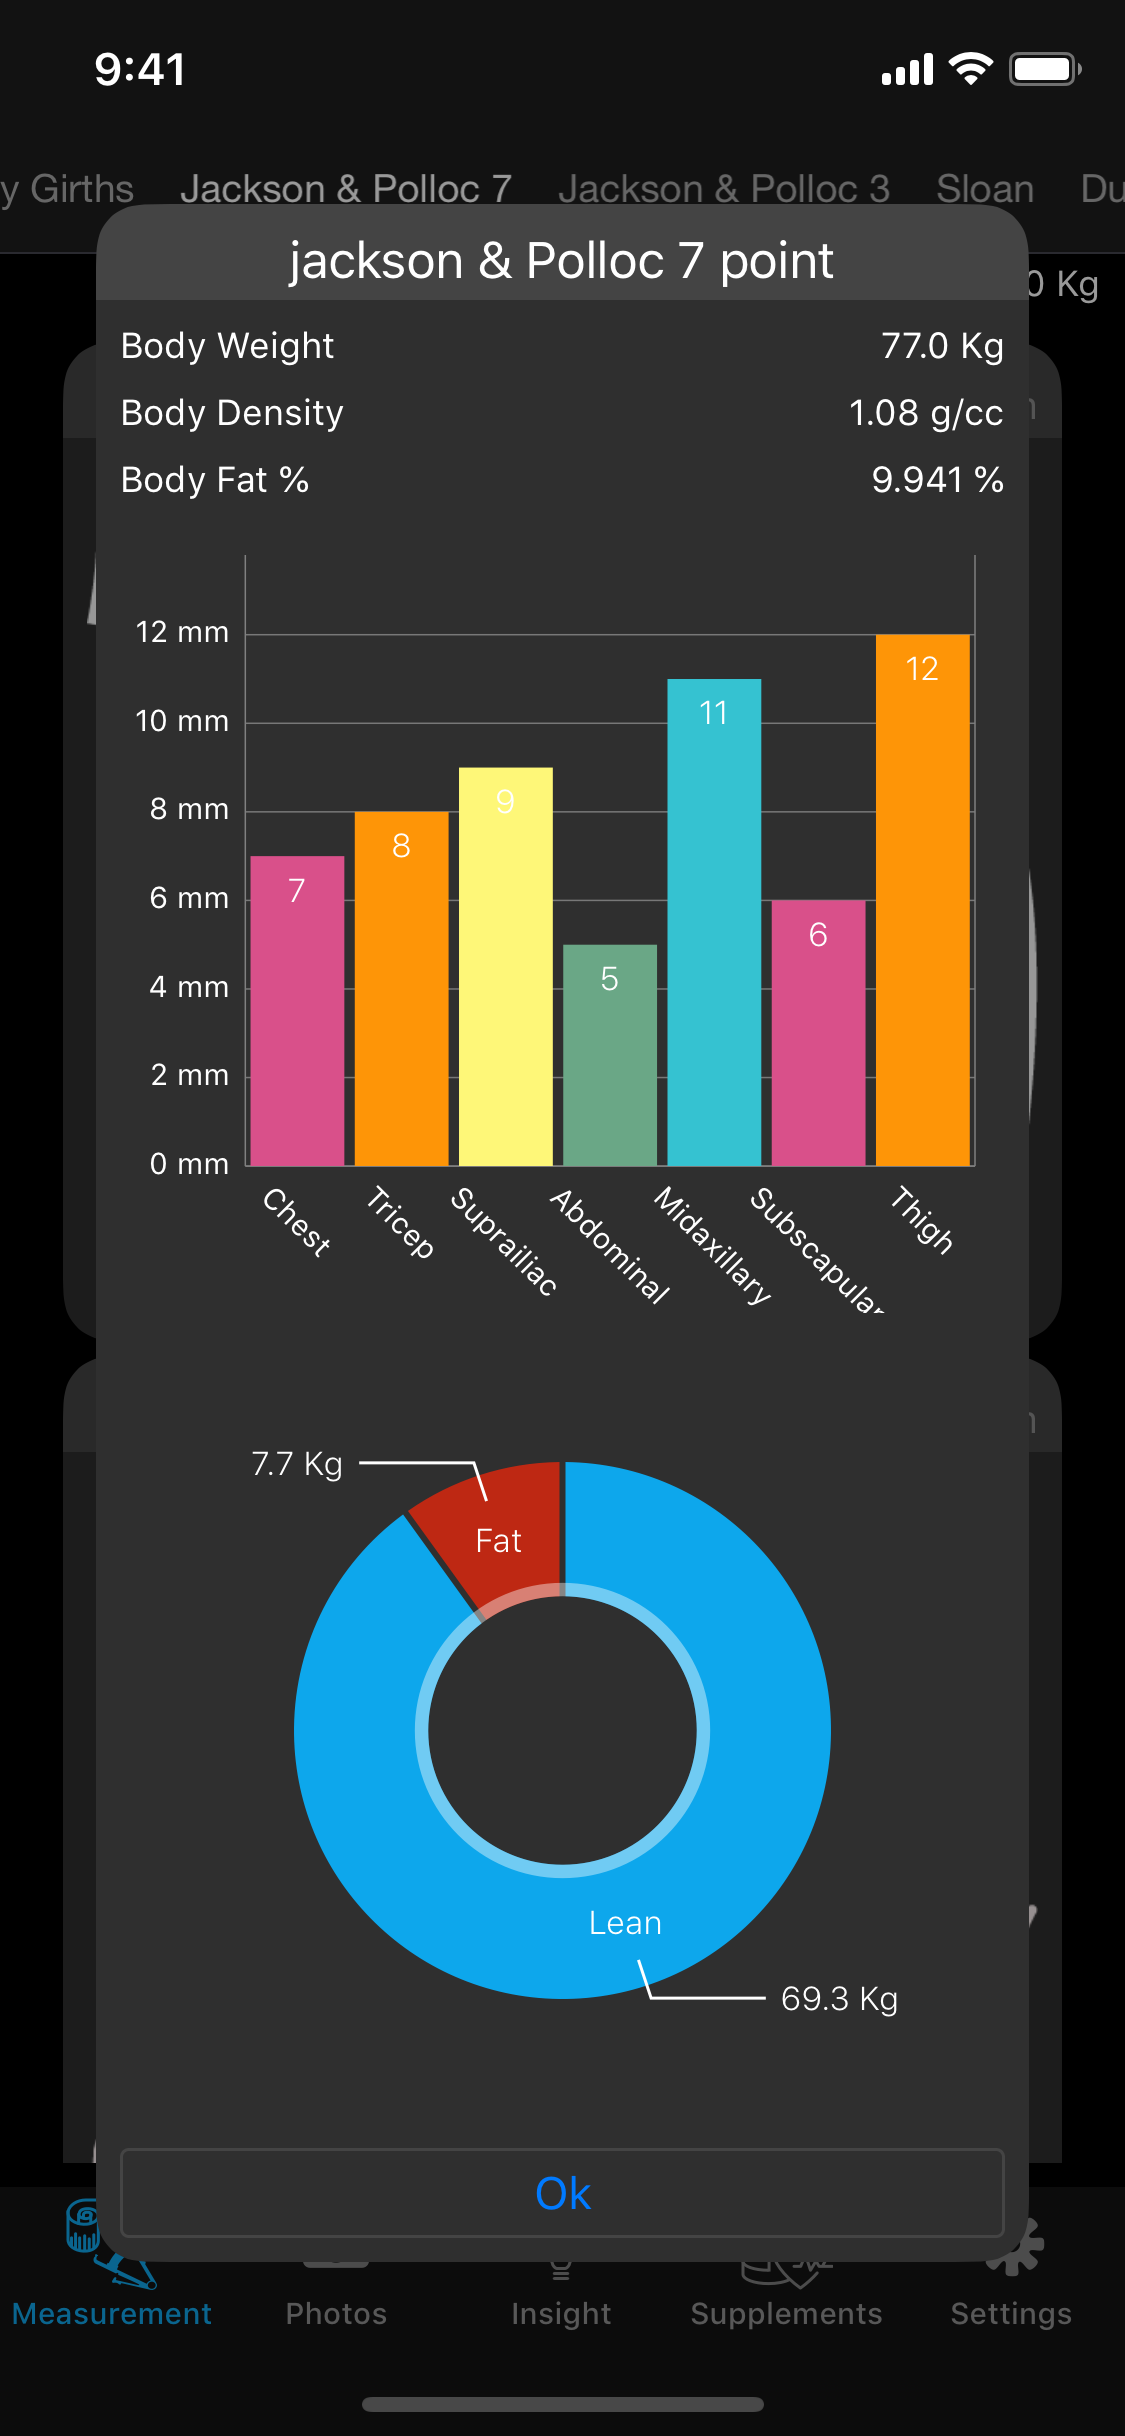 9:41
y Girths Jackson & Polloc 7 Jackson & Polloc 3 Sloan Du
jackson & Polloc 7 point
0 Kg
Body Weight 77.0 Kg
Body Density 1.08 g/cc
Body Fat % 9.941 %
12 mm
10 mm
8 mm
6 mm
4 mm
2 mm
0 mm
7
8
9
5
11
6
12
Chest
Tricep
Suprailiac
Abdominal
Midaxillary
Subscapular
Thigh
7.7 Kg
Fat
Lean
69.3 Kg
Ok
Measurement Photos Insight Supplements Settings